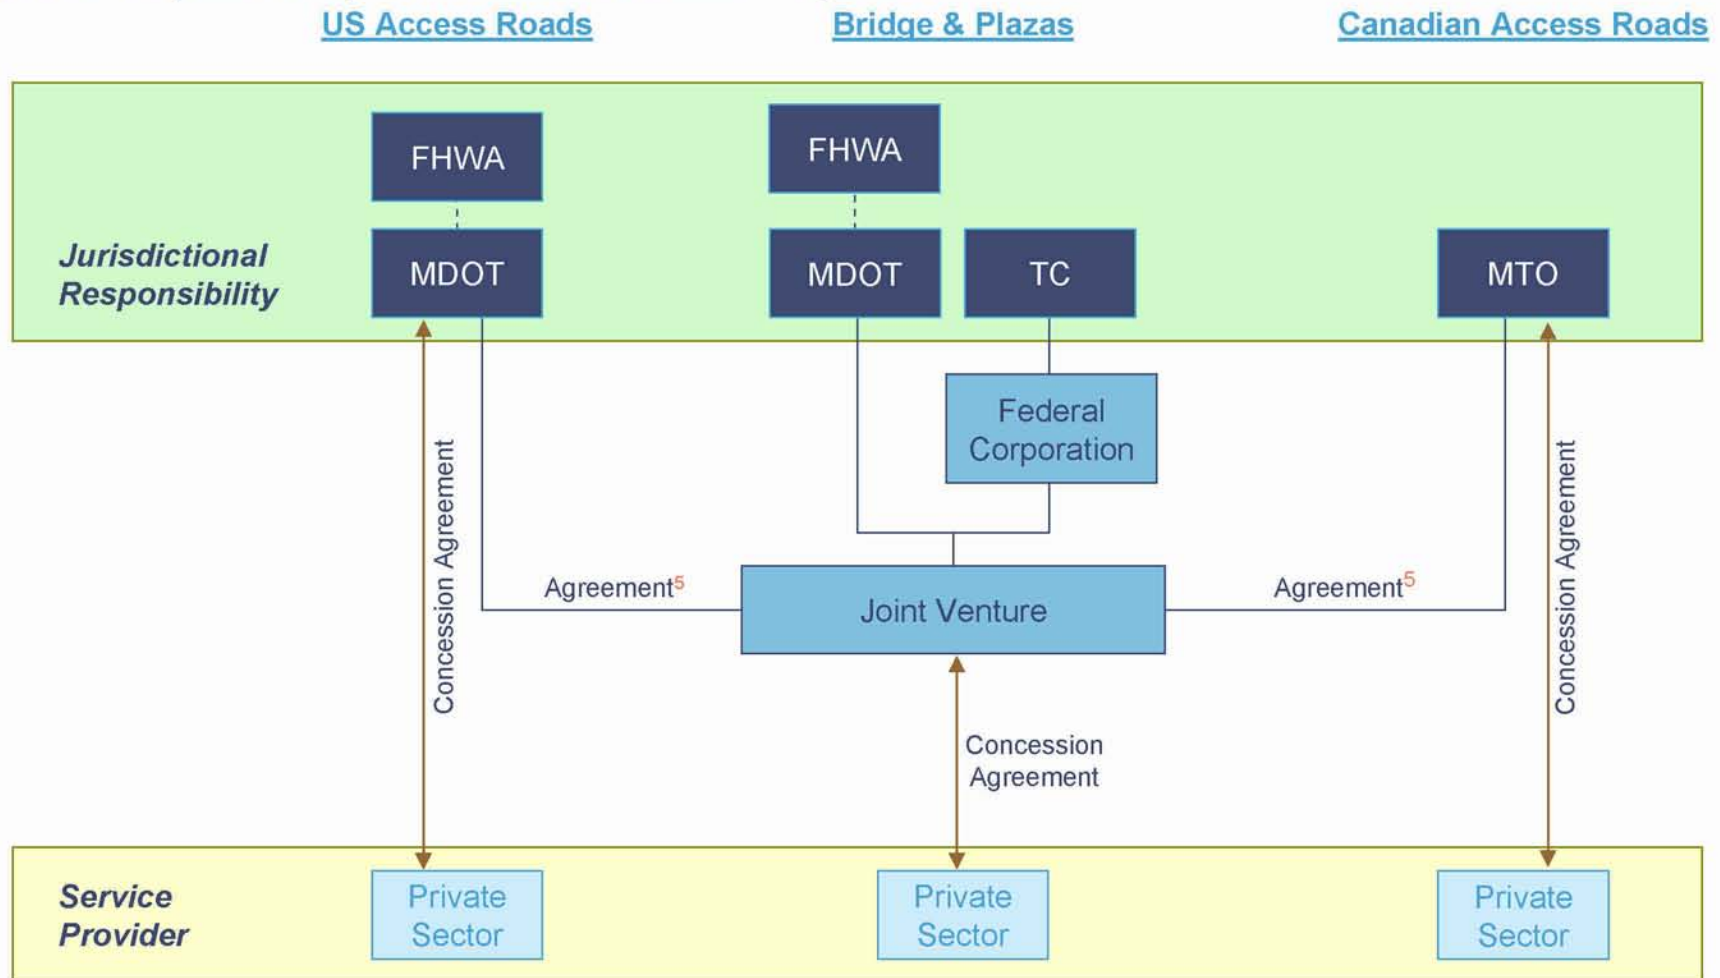 US Access Roads
Bridge & Plazas
Canadian Access Roads
FHWA
FHWA
Jurisdictional
Responsibility
MDOT
MDOT
TC
MTO
Federal
Corporation
Concession Agreement
Agreement5
Joint Venture
Agreement5
Concession Agreement
Concession
Agreement
Service
Provider
Private
Sector
Private
Sector
Private
Sector